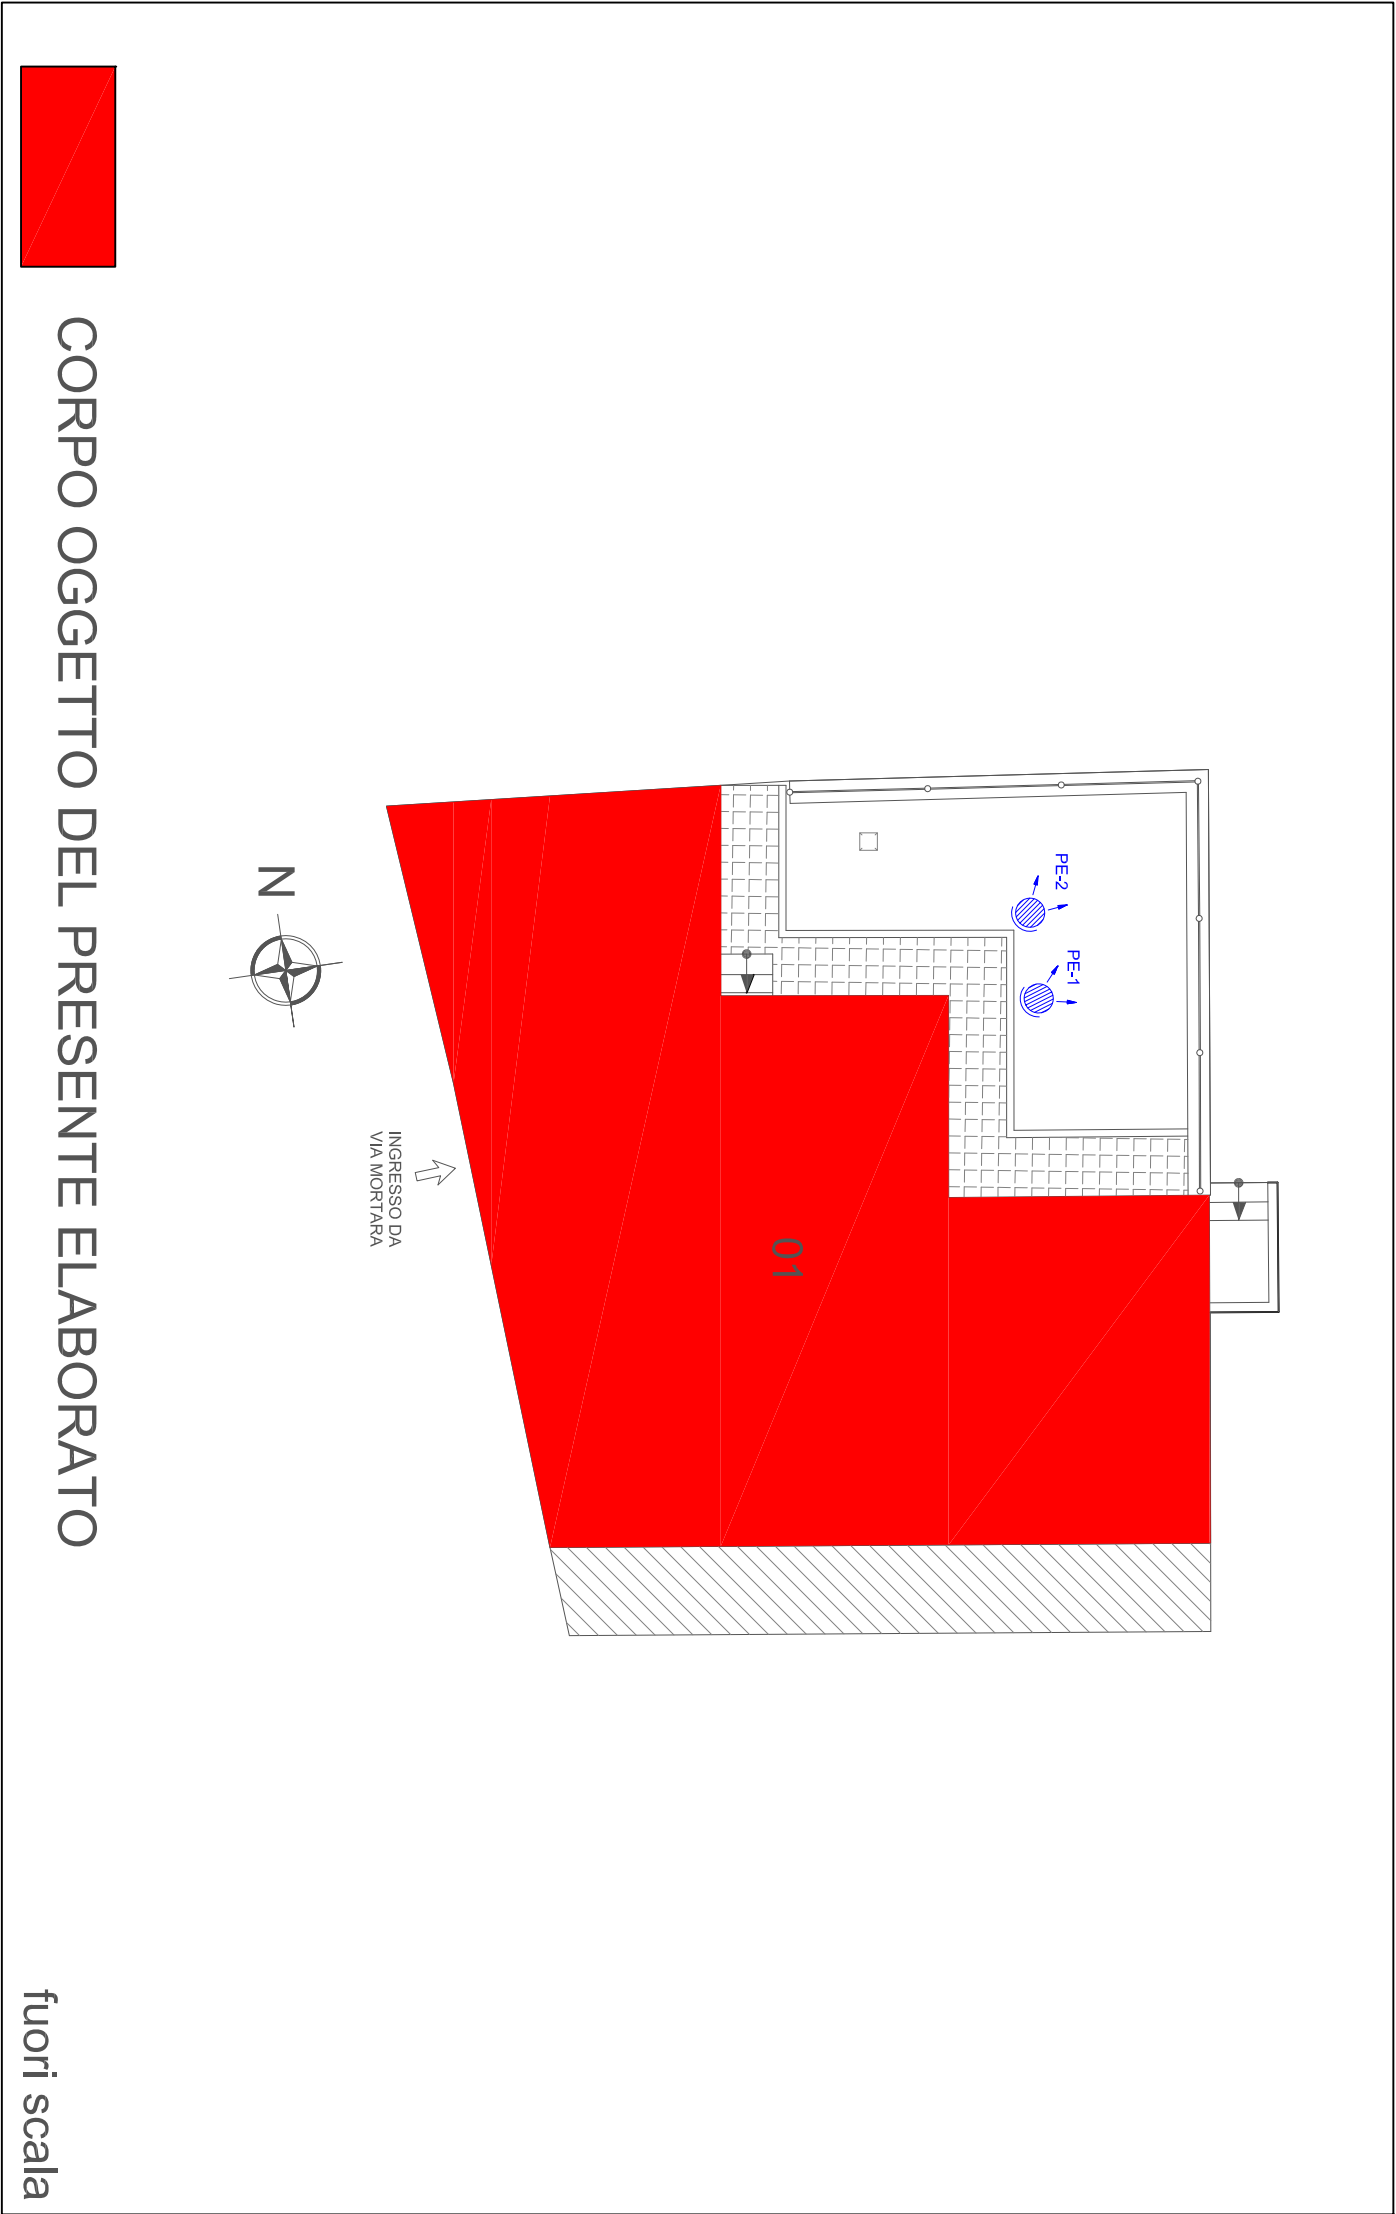 PE-2
PE-1
01
INGRESSO DA
VIA MORTARA
N
CORPO OGGETTO DEL PRESENTE ELABORATO
fuori scala